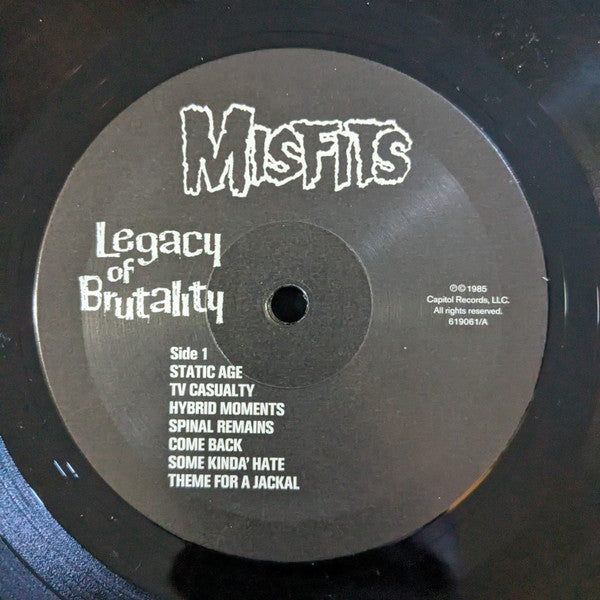 MISFITS
Legacy
of
Brutality
℗© 1985
Capitol Records, LLC.
All rights reserved.
619061/A
Side 1
STATIC AGE
TV CASUALTY
HYBRID MOMENTS
SPINAL REMAINS
COME BACK
SOME KINDA' HATE
THEME FOR A JACKAL